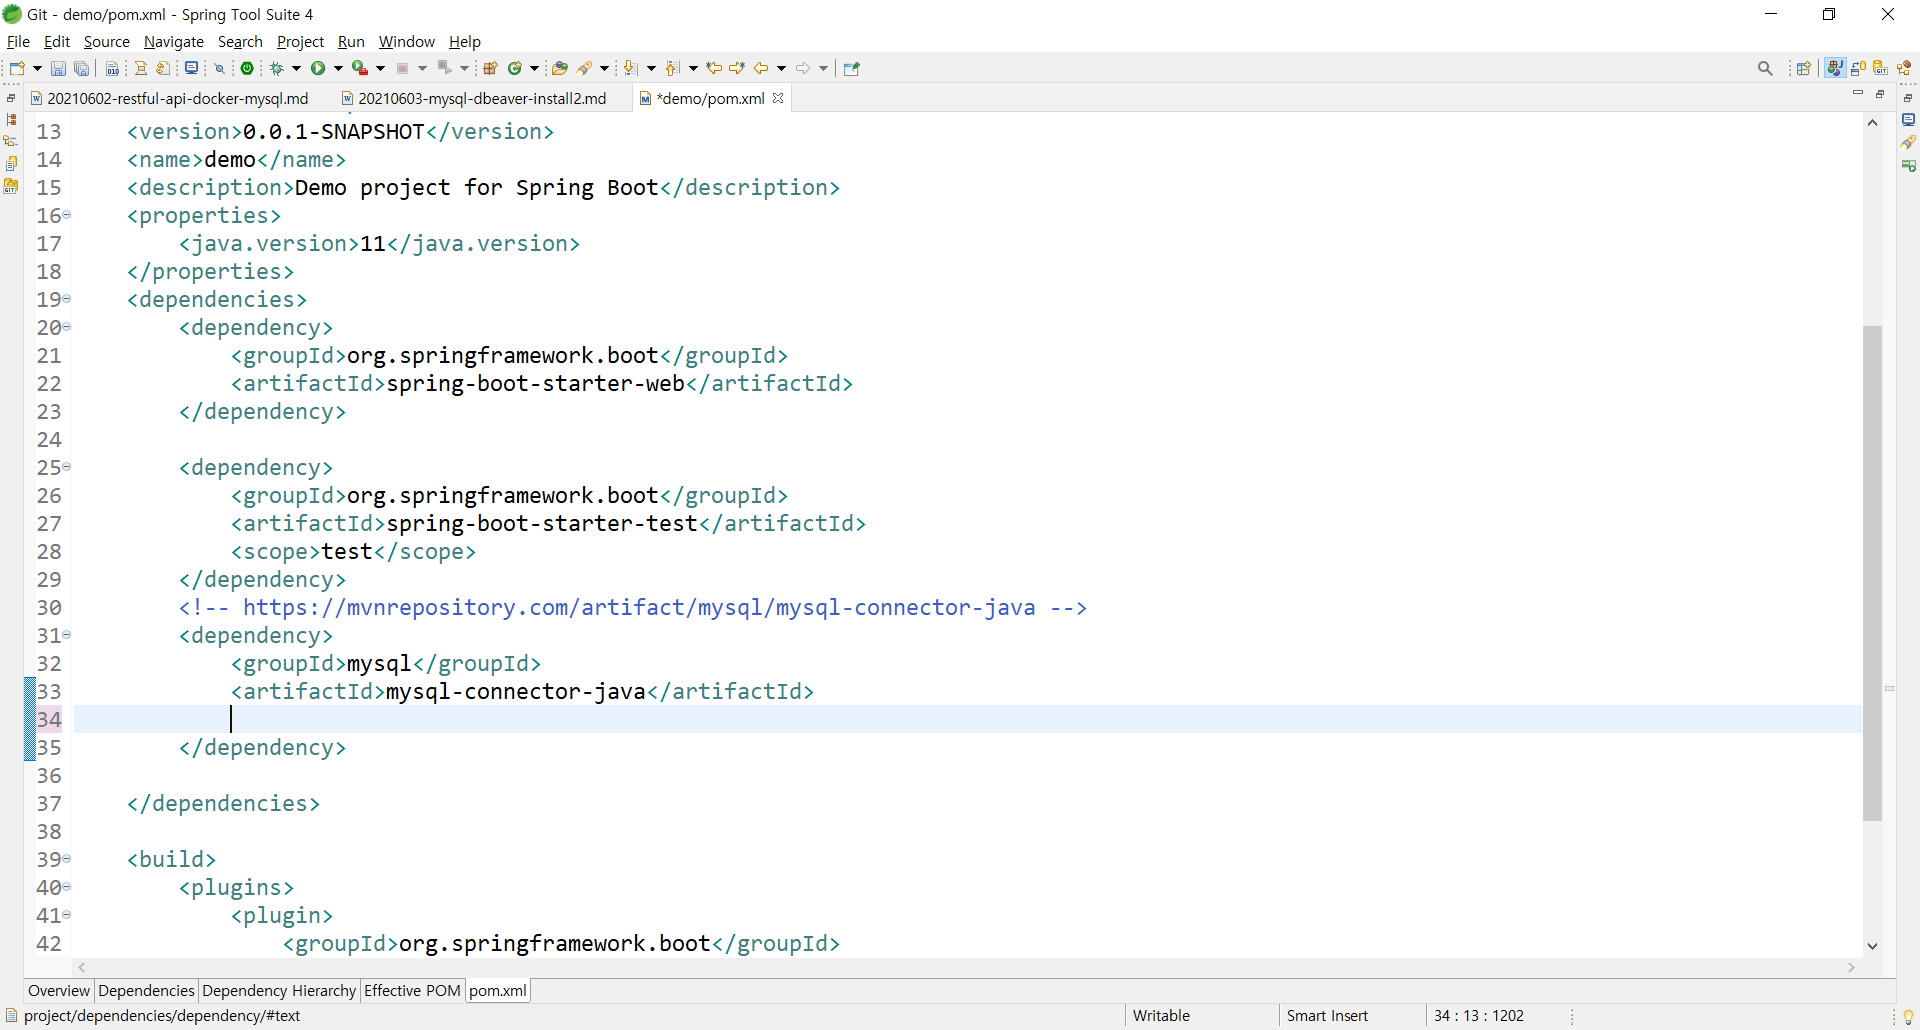 Git - demo/pom.xml - Spring Tool Suite 4
File Edit Source Navigate Search Project Run Window Help
20210602-restful-api-docker-mysql.md 20210603-mysql-dbeaver-install2.md *demo/pom.xml
13 <version>0.0.1-SNAPSHOT</version>
14 <name>demo</name>
15 <description>Demo project for Spring Boot</description>
16 <properties>
17 <java.version>11</java.version>
18 </properties>
19 <dependencies>
20 <dependency>
21 <groupId>org.springframework.boot</groupId>
22 <artifactId>spring-boot-starter-web</artifactId>
23 </dependency>
24
25 <dependency>
26 <groupId>org.springframework.boot</groupId>
27 <artifactId>spring-boot-starter-test</artifactId>
28 <scope>test</scope>
29 </dependency>
30 <!-- https://mvnrepository.com/artifact/mysql/mysql-connector-java -->
31 <dependency>
32 <groupId>mysql</groupId>
33 <artifactId>mysql-connector-java</artifactId>
34
35 </dependency>
36
37 </dependencies>
38
39 <build>
40 <plugins>
41 <plugin>
42 <groupId>org.springframework.boot</groupId>
Overview Dependencies Dependency Hierarchy Effective POM pom.xml
project/dependencies/dependency/#text Writable Smart Insert 34 : 13 : 1202